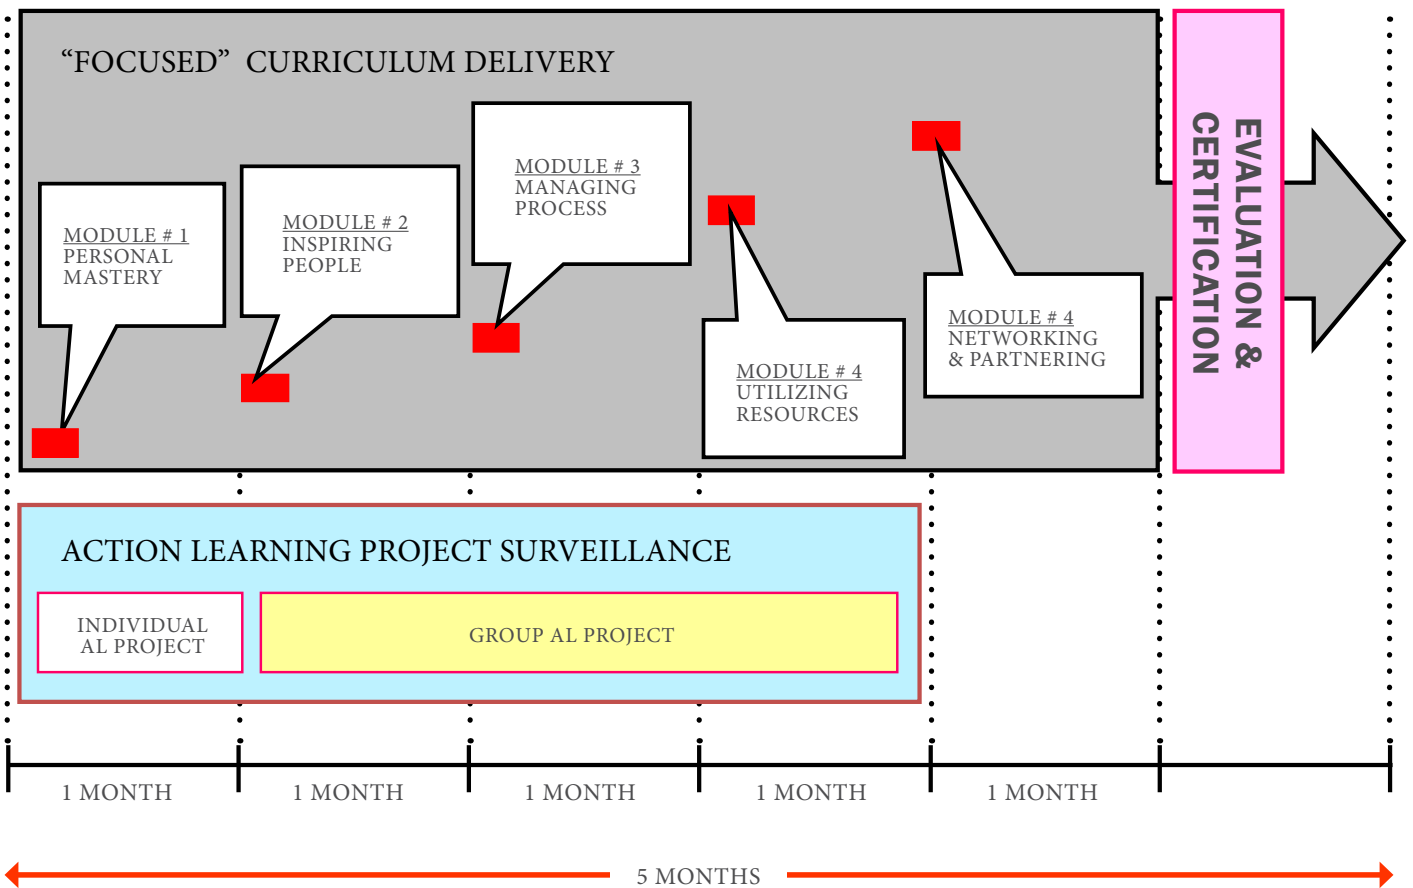 “FOCUSED” CURRICULUM DELIVERY
MODULE # 1
PERSONAL
MASTERY
MODULE # 2
INSPIRING
PEOPLE
MODULE # 3
MANAGING
PROCESS
MODULE # 4
UTILIZING
RESOURCES
MODULE # 4
NETWORKING
& PARTNERING
EVALUATION &
CERTIFICATION
ACTION LEARNING PROJECT SURVEILLANCE
INDIVIDUAL
AL PROJECT
GROUP AL PROJECT
1 MONTH
1 MONTH
1 MONTH
1 MONTH
1 MONTH
5 MONTHS